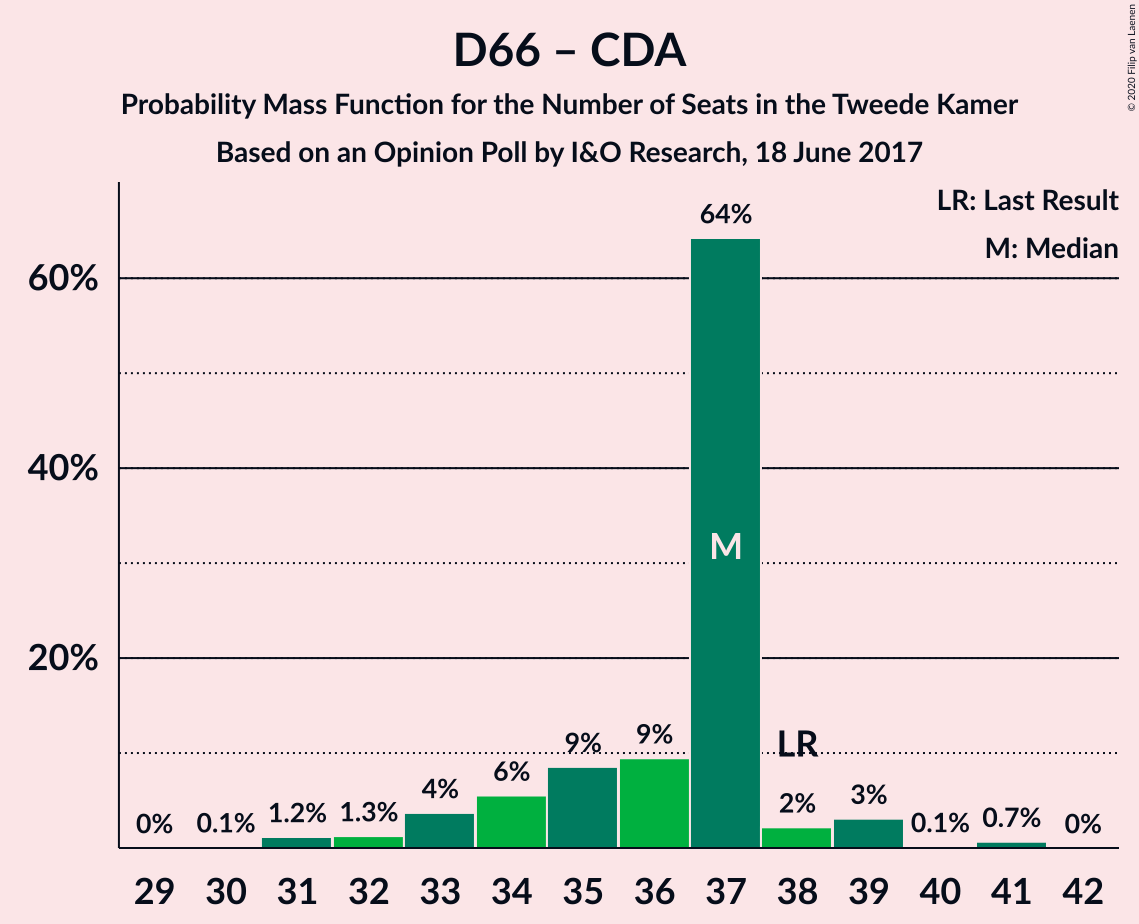 D66 – CDA
Probability Mass Function for the Number of Seats in the Tweede Kamer
Based on an Opinion Poll by I&O Research, 18 June 2017
© 2020 Filip van Laenen
LR: Last Result
M: Median
60%
40%
20%
0%
0.1%
1.2%
1.3%
4%
6%
9%
9%
64%
M
LR
2%
3%
0.1%
0.7%
0%
29 30 31 32 33 34 35 36 37 38 39 40 41 42